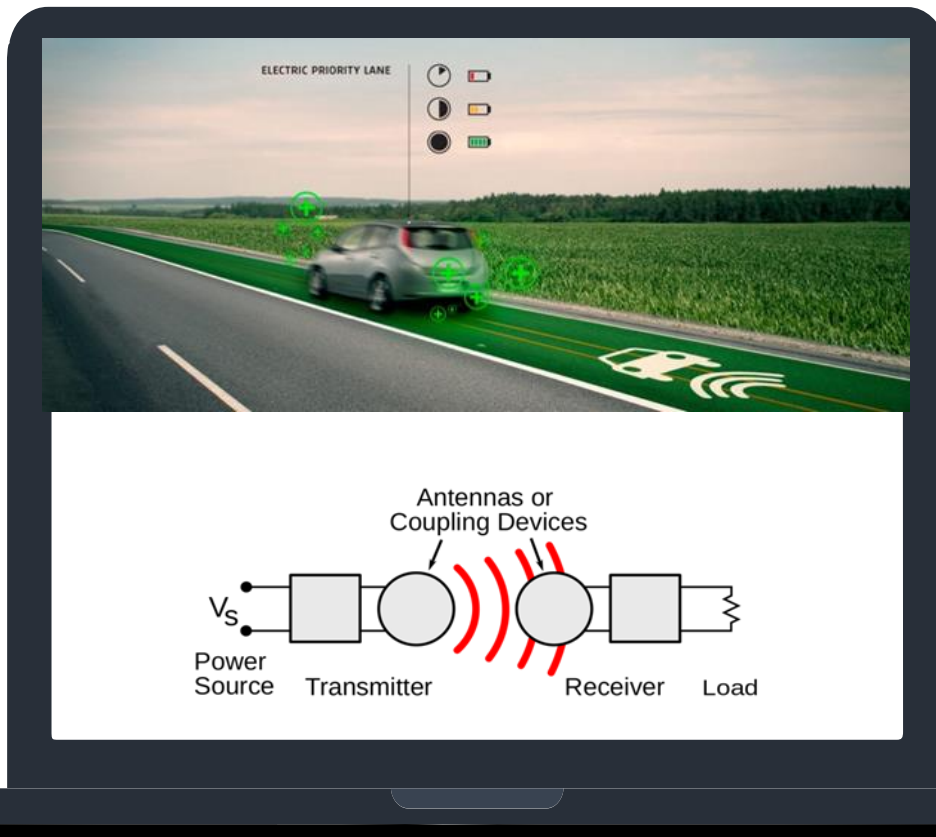 ELECTRIC PRIORITY LANE
Antennas or
Coupling Devices
Vs
Power
Source
Transmitter
Receiver
Load